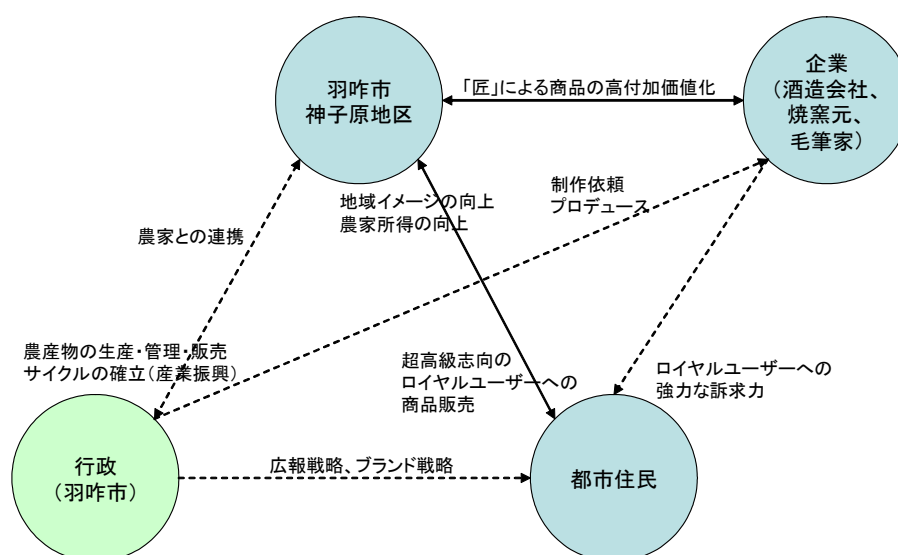 羽咋市
神子原地区
「匠」による商品の高付加価値化
企業
（酒造会社、
焼窯元、
毛筆家）
地域イメージの向上
農家所得の向上
制作依頼
プロデュース
農家との連携
農産物の生産・管理・販売
サイクルの確立（産業振興）
超高級志向の
ロイヤルユーザーへの
商品販売
ロイヤルユーザーへの
強力な訴求力
行政
（羽咋市）
広報戦略、ブランド戦略
都市住民